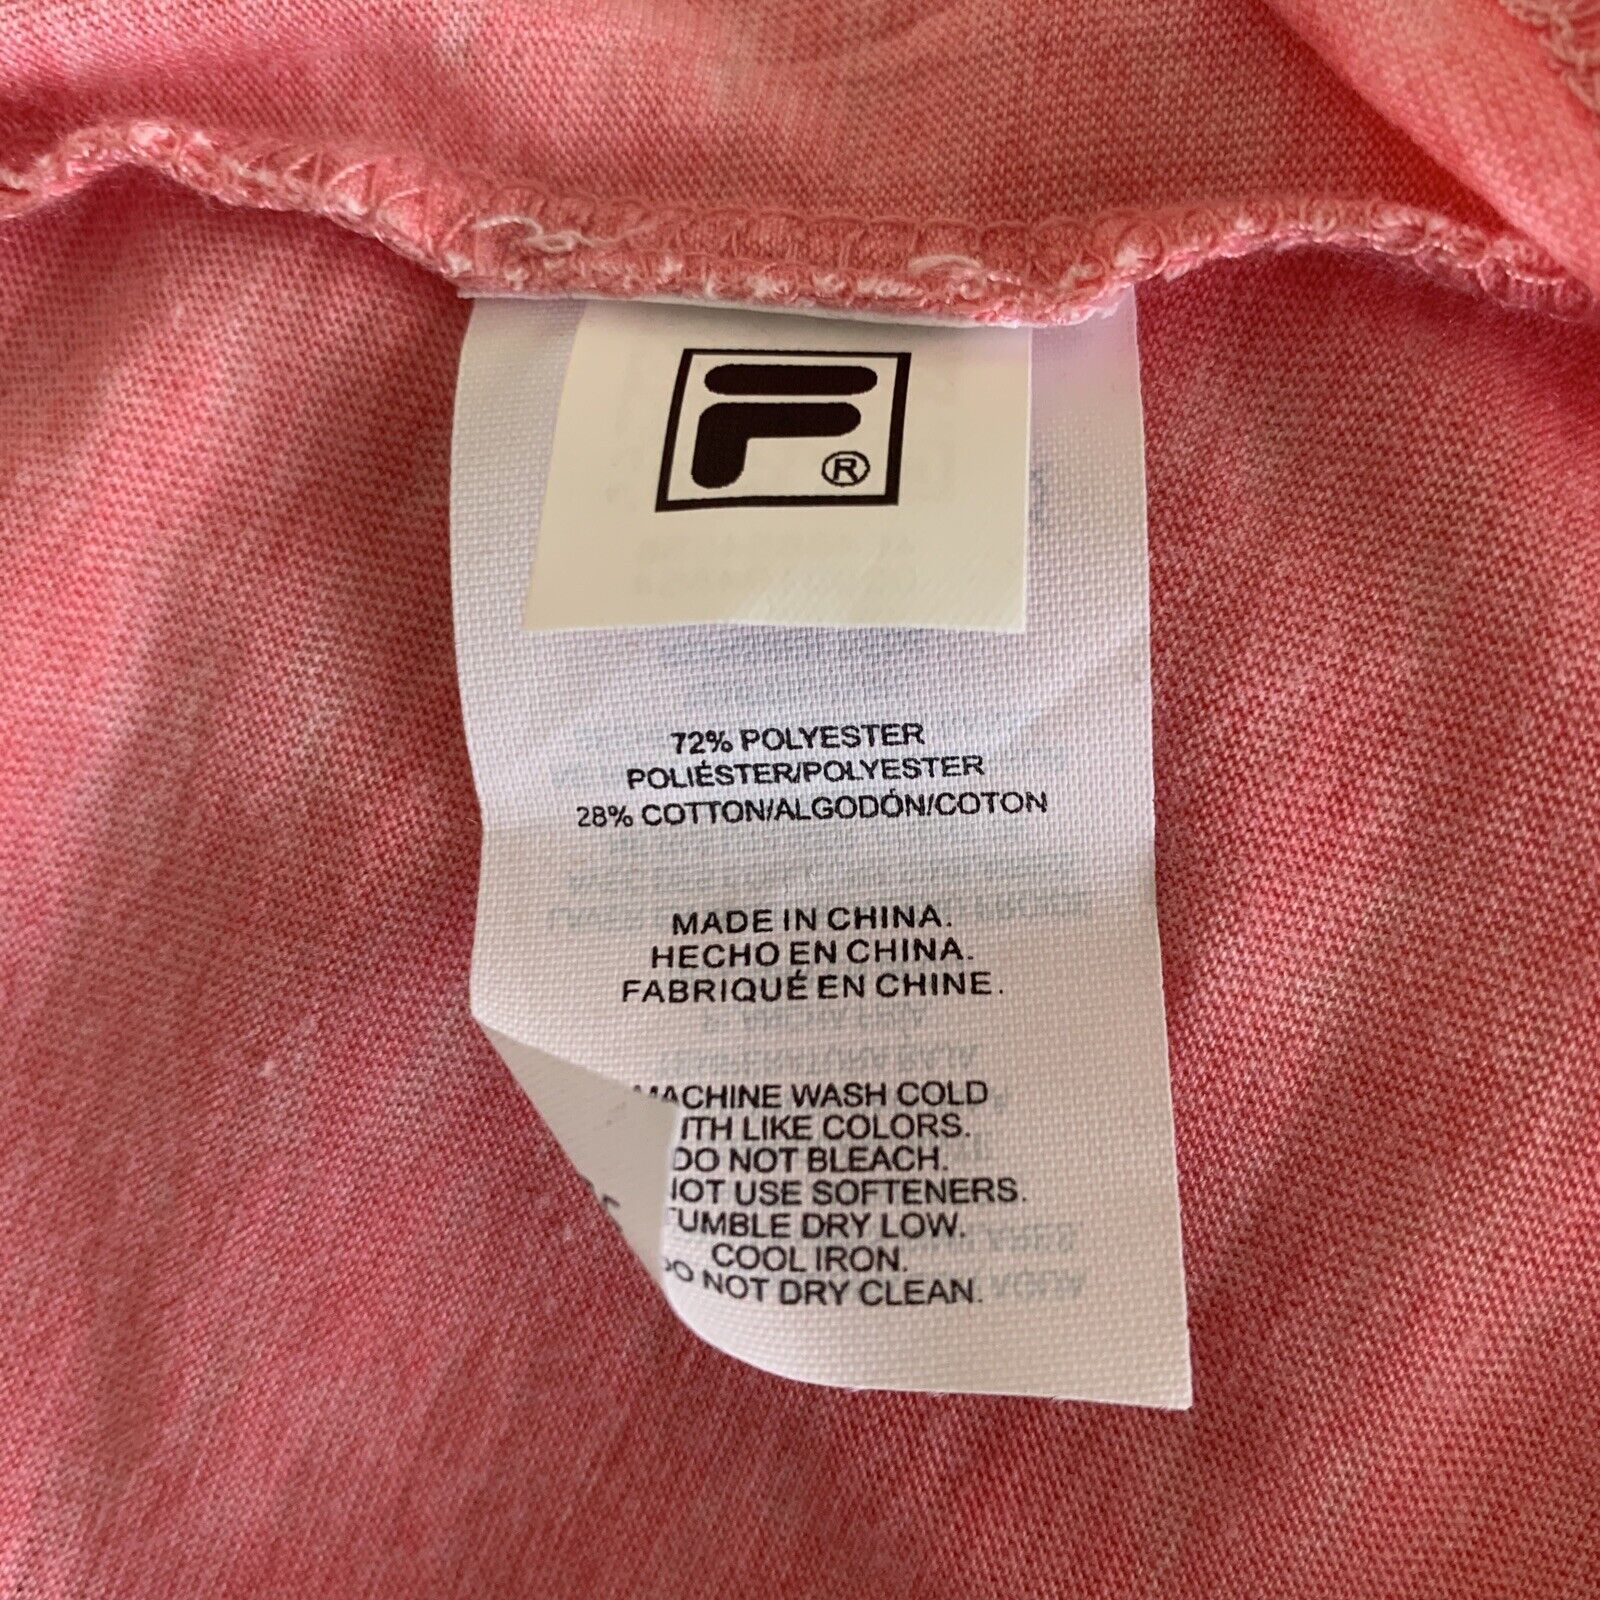 F ®
72% POLYESTER
POLIÉSTER/POLYESTER
28% COTTON/ALGODÓN/COTON
MADE IN CHINA.
HECHO EN CHINA.
FABRIQUÉ EN CHINE.
MACHINE WASH COLD
ITH LIKE COLORS.
DO NOT BLEACH.
NOT USE SOFTENERS.
TUMBLE DRY LOW.
COOL IRON.
DO NOT DRY CLEAN.